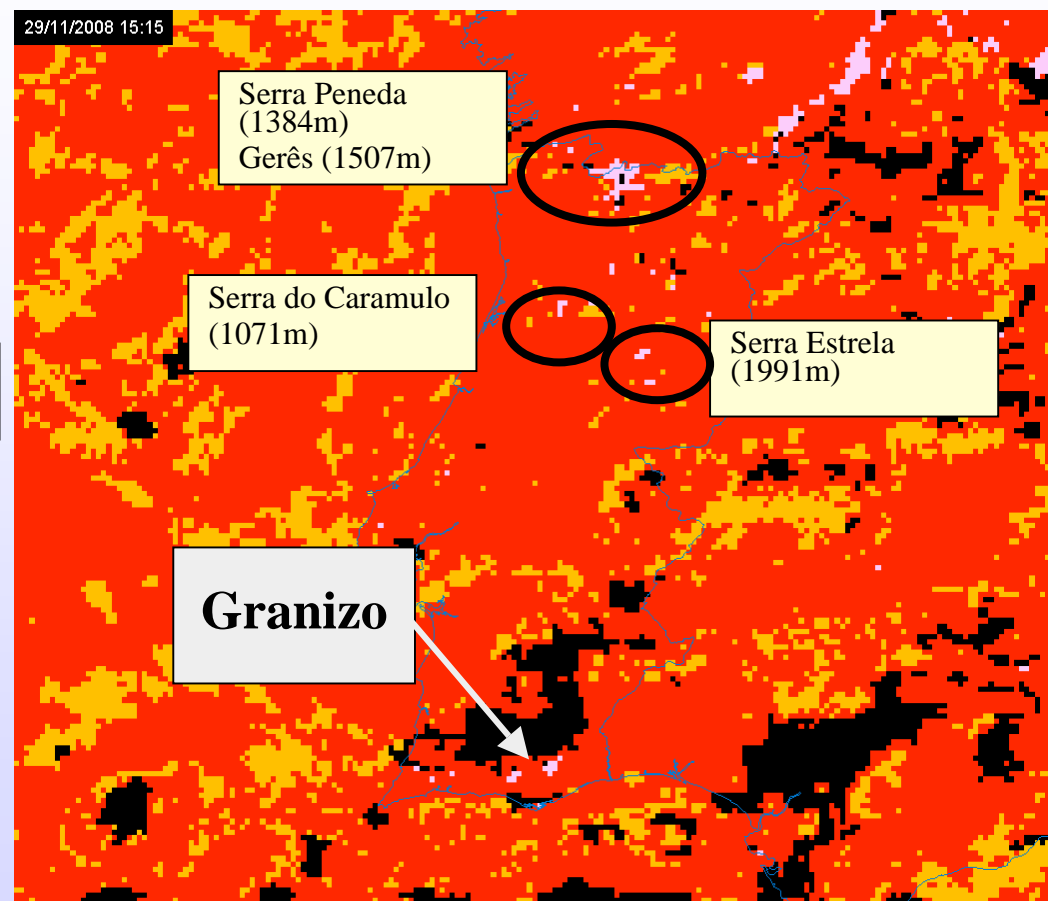 29/11/2008 15:15
Serra Peneda
(1384m)
Gerês (1507m)
Serra do Caramulo
(1071m)
Serra Estrela
(1991m)
Granizo